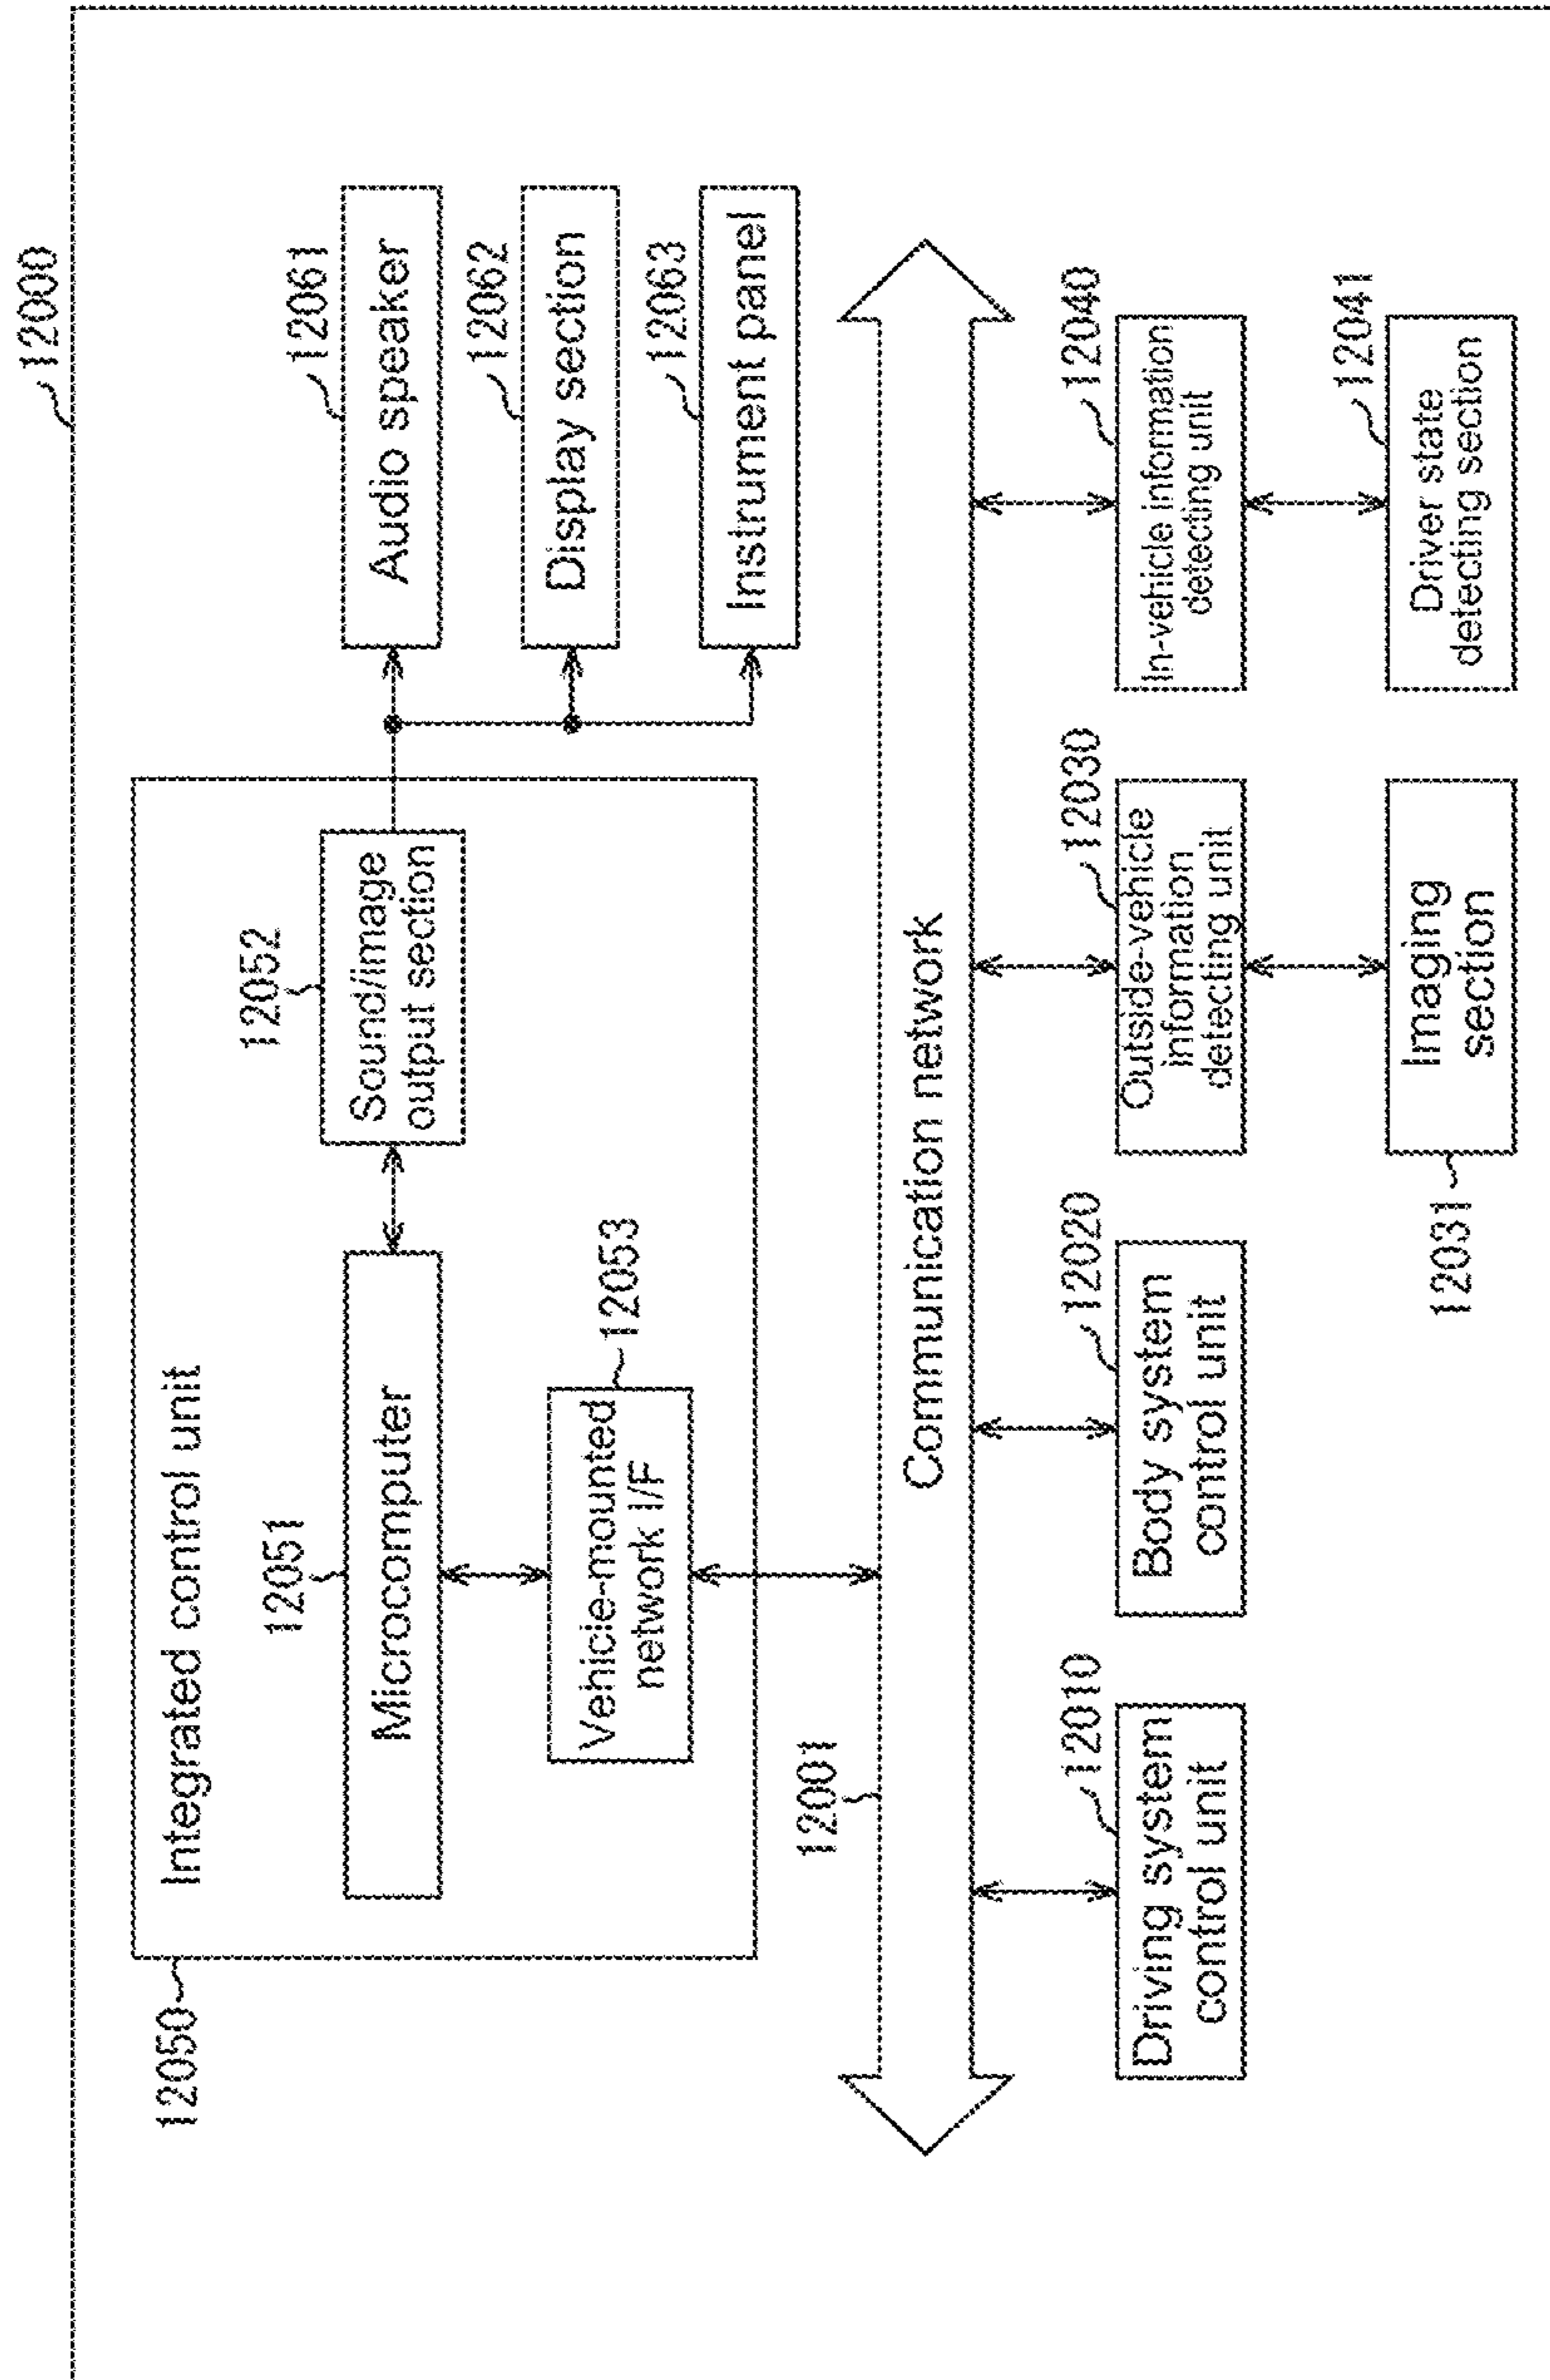 12000
12050
Integrated control unit
12051
Microcomputer
12052
Sound/image
output section
12053
Vehicle-mounted
network I/F
12061
Audio speaker
12062
Display section
12063
Instrument panel
12001
Communication network
12010
Driving system
control unit
12020
Body system
control unit
12030
Outside-vehicle
information
detecting unit
12040
In-vehicle information
detecting unit
12031
Imaging
section
12041
Driver state
detecting section